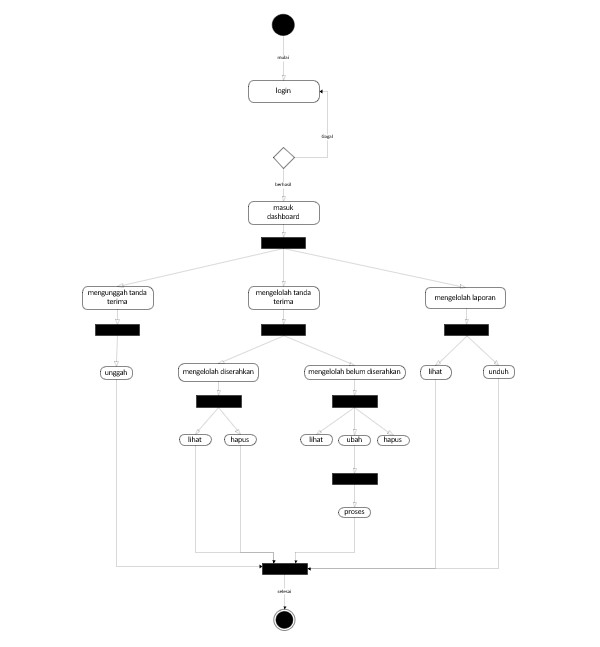 mulai
login
Gagal
berhasil
masuk
dashboard
mengunggah tanda
terima
mengelolah tanda
terima
mengelolah laporan
unggah
mengelolah diserahkan
mengelolah belum diserahkan
lihat
unduh
lihat
hapus
lihat
ubah
hapus
proses
selesai